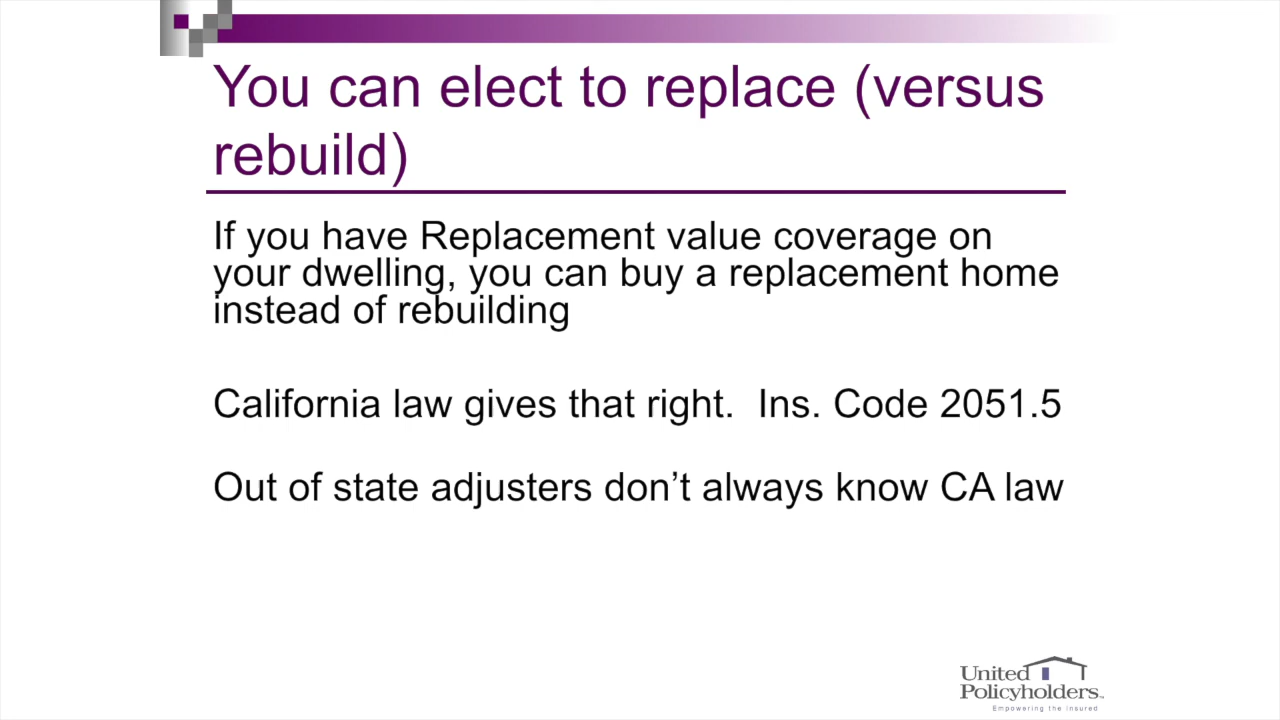 You can elect to replace (versus
rebuild)
If you have Replacement value coverage on
your dwelling, you can buy a replacement home
instead of rebuilding
California law gives that right.  Ins. Code 2051.5
Out of state adjusters don’t always know CA law
United
Policyholders™
Empowering the Insured